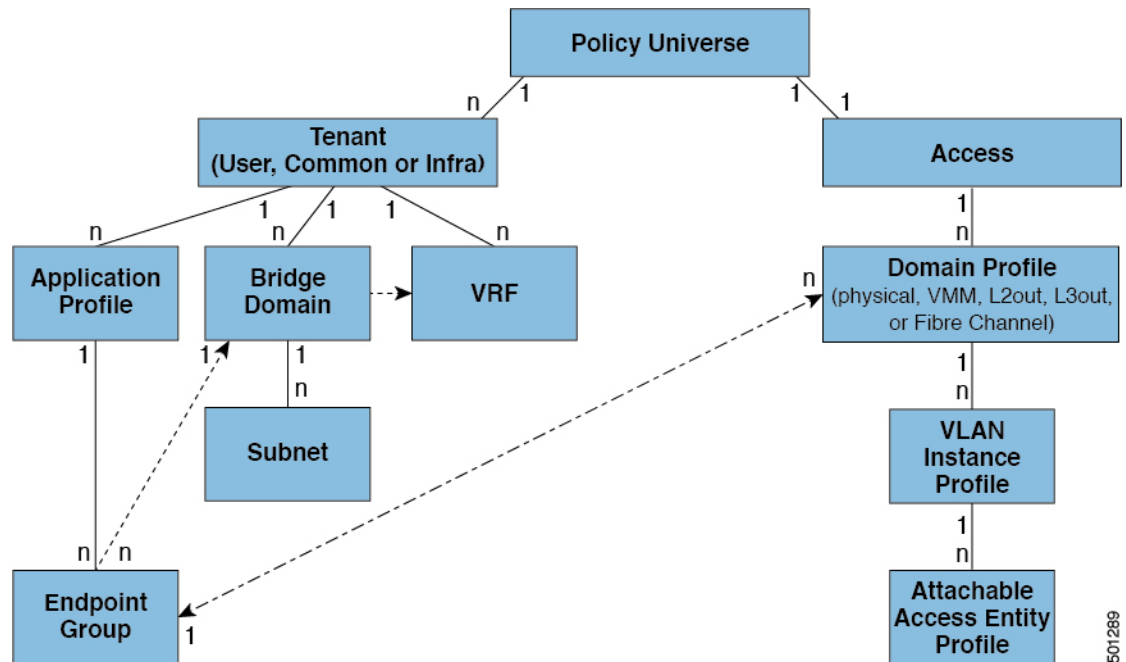 Policy Universe
n
1
1
1
Tenant
(User, Common or Infra)
Access
1
1
1
1
n
n
n
n
Application
Profile
Bridge
Domain
VRF
n
Domain Profile
(physical, VMM, L2out, L3out,
or Fibre Channel)
1
1
1
1
n
n
Subnet
VLAN
Instance
Profile
1
n
n
n
Endpoint
Group
1
Attachable
Access Entity
Profile
501289